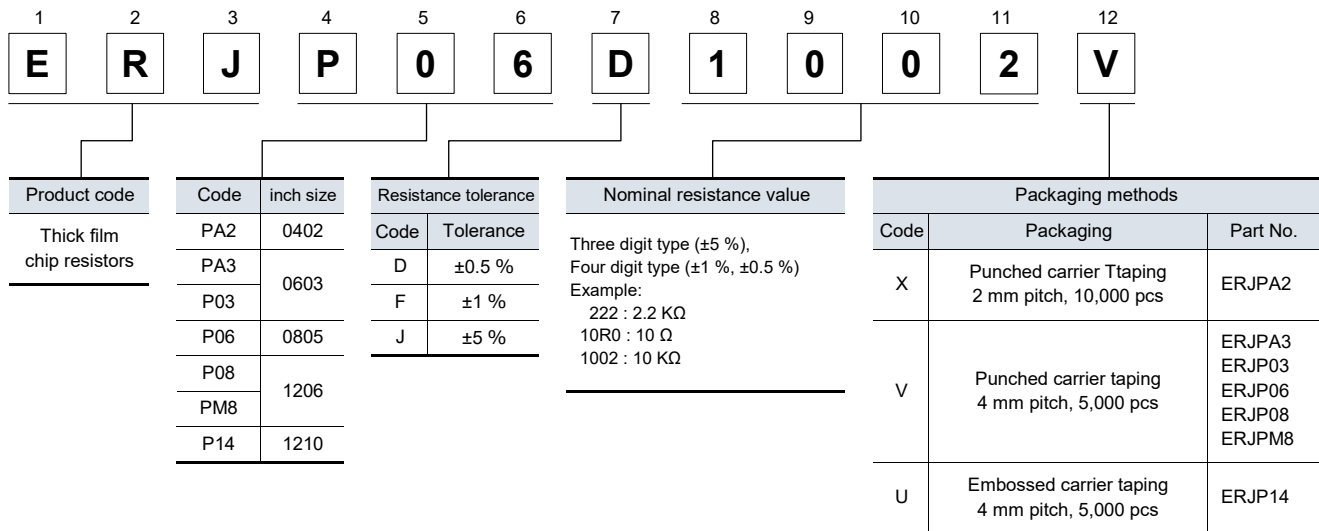 1 2 3 4 5 6 7 8 9 10 11 12
E R J P 0 6 D 1 0 0 2 V
Product code
Thick film
chip resistors
Code inch size
PA2 0402
PA3
0603
P03
P06 0805
P08
1206
PM8
P14 1210
Resistance tolerance
Code Tolerance
D ±0.5 %
F ±1 %
J ±5 %
Nominal resistance value
Three digit type (±5 %),
Four digit type (±1 %, ±0.5 %)
Example:
222 : 2.2 KΩ
10R0 : 10 Ω
1002 : 10 KΩ
Packaging methods
Code Packaging Part No.
X
Punched carrier Ttaping
2 mm pitch, 10,000 pcs
ERJPA2
V
Punched carrier taping
4 mm pitch, 5,000 pcs
ERJPA3
ERJP03
ERJP06
ERJP08
ERJPM8
U
Embossed carrier taping
4 mm pitch, 5,000 pcs
ERJP14